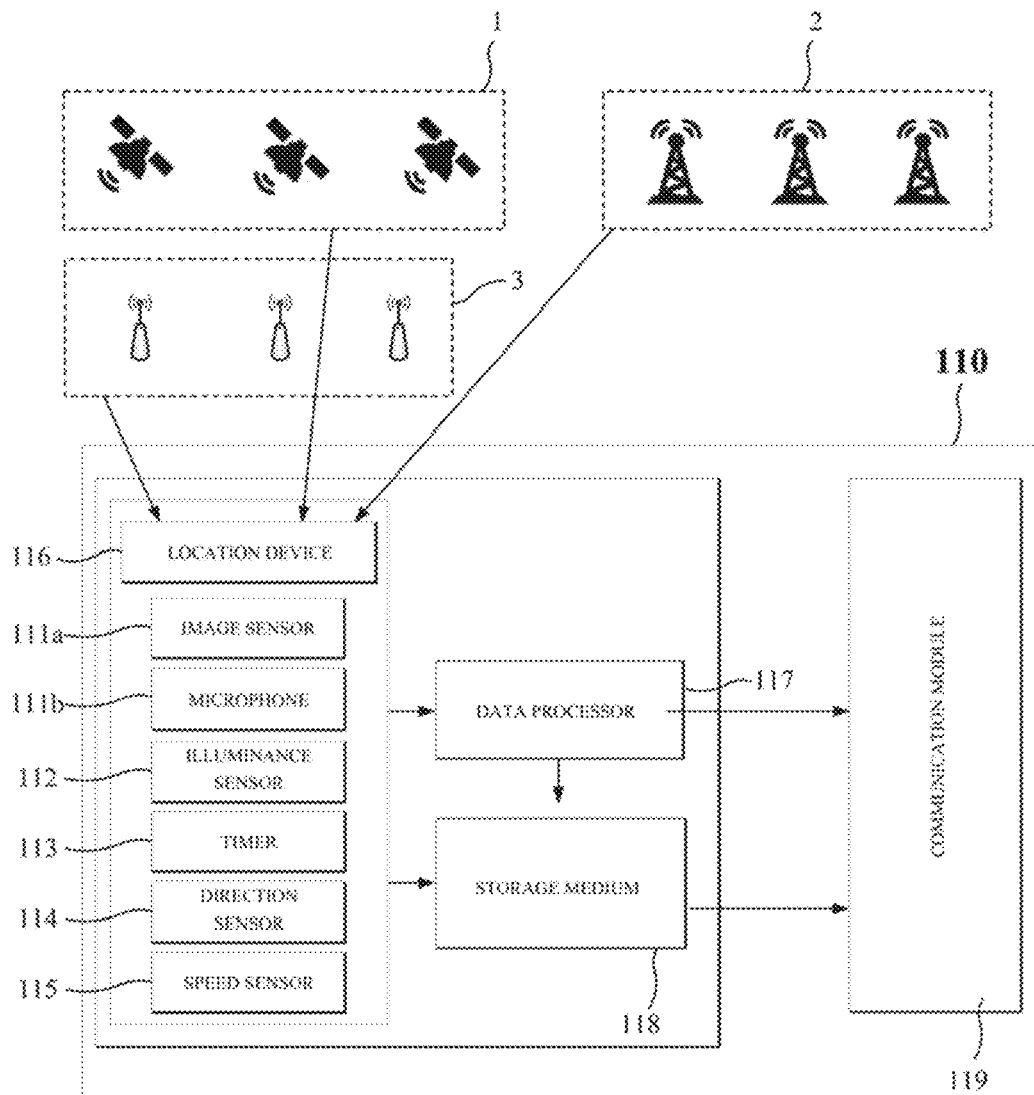 1
2
3
110
116
LOCATION DEVICE
111a
IMAGE SENSOR
111b
MICROPHONE
112
ILLUMINANCE
SENSOR
113
TIMER
114
DIRECTION
SENSOR
115
SPEED SENSOR
117
DATA PROCESSOR
STORAGE MEDIUM
118
COMMUNICATION MODULE
119